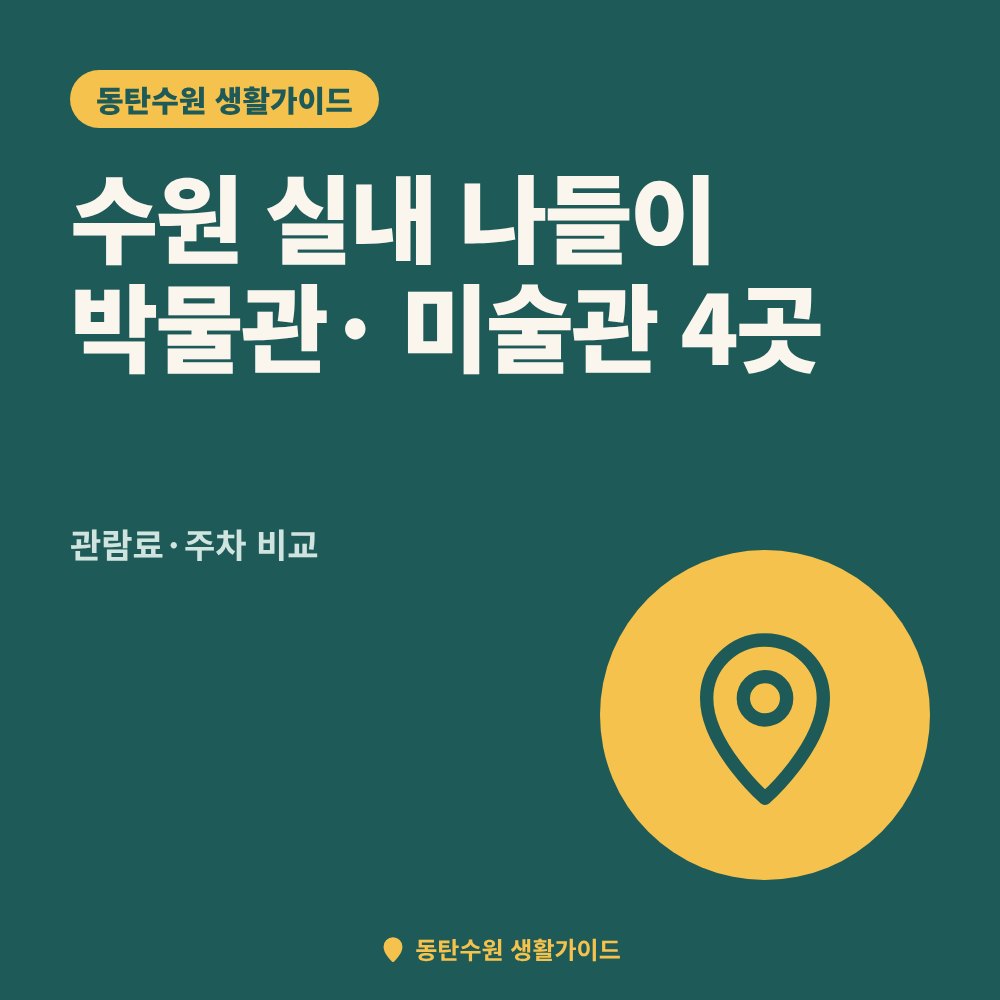 동탄수원 생활가이드
수원 실내 나들이
박물관· 미술관 4곳
관람료·주차 비교
동탄수원 생활가이드